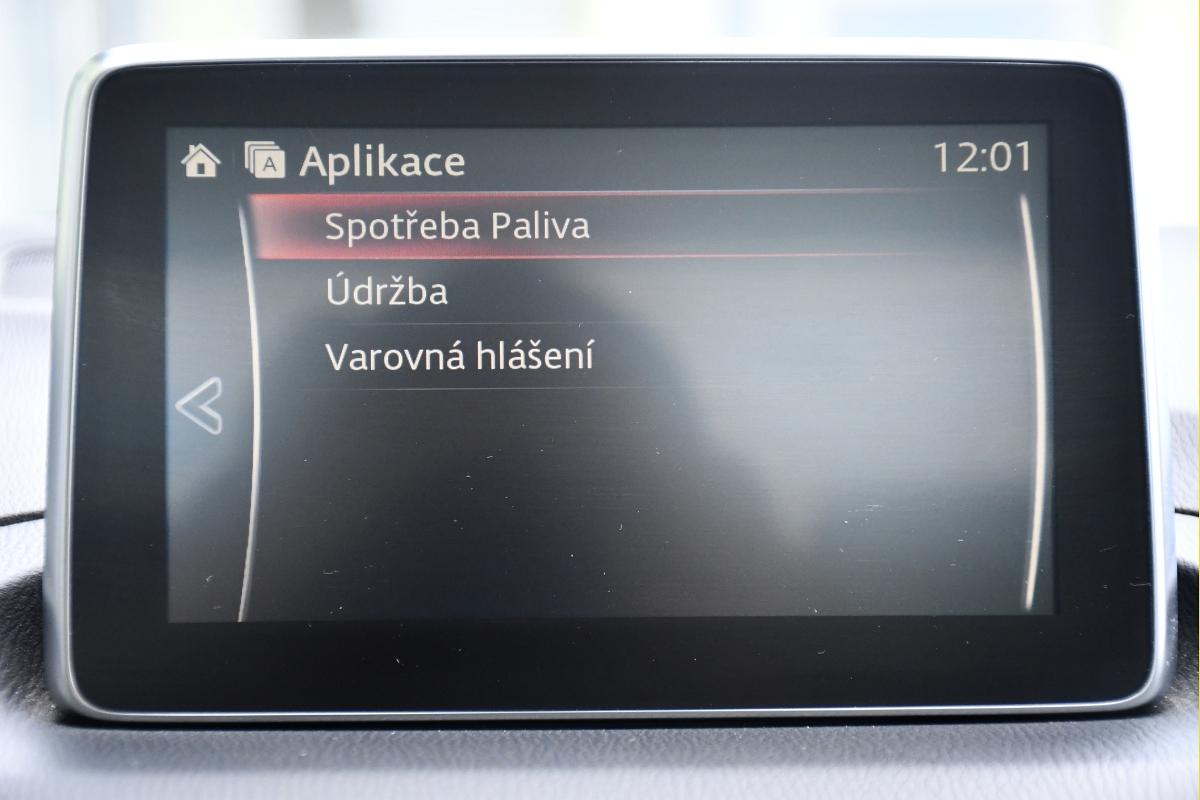 A Aplikace 12:01
Spotřeba Paliva
Údržba
Varovná hlášení